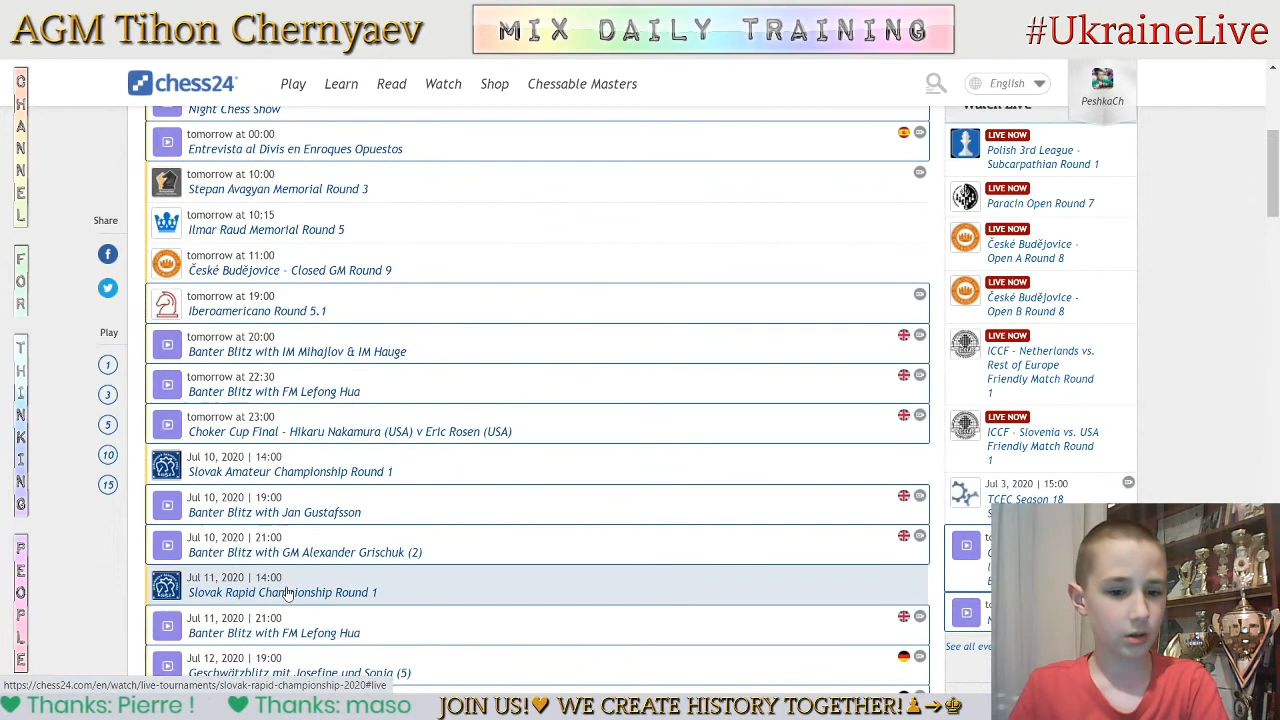 AGM Tihon Chernyaev
MIX DAILY TRAINING
#UkraineLive
CHANNEL
FOR
THINKING
PEOPLE
chess24
Play
Learn
Read
Watch
Shop
Chessable Masters
English
PeshkaCh
Night Chess Show
tomorrow at 00:00
Entrevista al Divis en Enroques Opuestos
tomorrow at 10:00
Stepan Avagyan Memorial Round 3
tomorrow at 10:15
Ilmar Raud Memorial Round 5
tomorrow at 11:00
České Budějovice - Closed GM Round 9
tomorrow at 19:00
Iberoamericano Round 5.1
tomorrow at 20:00
Banter Blitz with IM Mihajlov & IM Hauge
tomorrow at 22:30
Banter Blitz with FM Lefong Hua
tomorrow at 23:00
Choker Cup Final - Nakamura (USA) v Eric Rosen (USA)
Jul 10, 2020 | 14:00
Slovak Amateur Championship Round 1
Jul 10, 2020 | 19:00
Banter Blitz with Jan Gustafsson
Jul 10, 2020 | 21:00
Banter Blitz with GM Alexander Grischuk (2)
Jul 11, 2020 | 14:00
Slovak Rapid Championship Round 1
Jul 11, 2020 | 21:00
Banter Blitz with FM Lefong Hua
Jul 12, 2020 | 19:00
Geschwätzblitz mit Josefine und Sonja (5)
Share
Play
1
3
5
10
15
Watch Live
LIVE NOW
Polish 3rd League -
Subcarpathian Round 1
LIVE NOW
Paracin Open Round 7
LIVE NOW
České Budějovice -
Open A Round 8
LIVE NOW
České Budějovice -
Open B Round 8
LIVE NOW
ICCF - Netherlands vs.
Rest of Europe
Friendly Match Round
1
LIVE NOW
ICCF - Slovenia vs. USA
Friendly Match Round
1
Jul 3, 2020 | 15:00
TCEC Season 18
See all
https://chess24.com/en/watch/live-tournaments/slovak-rapid-championship-2020#live
Thanks: Pierre !
Thanks: maso
JOIN US! WE CREATE HISTORY TOGETHER!